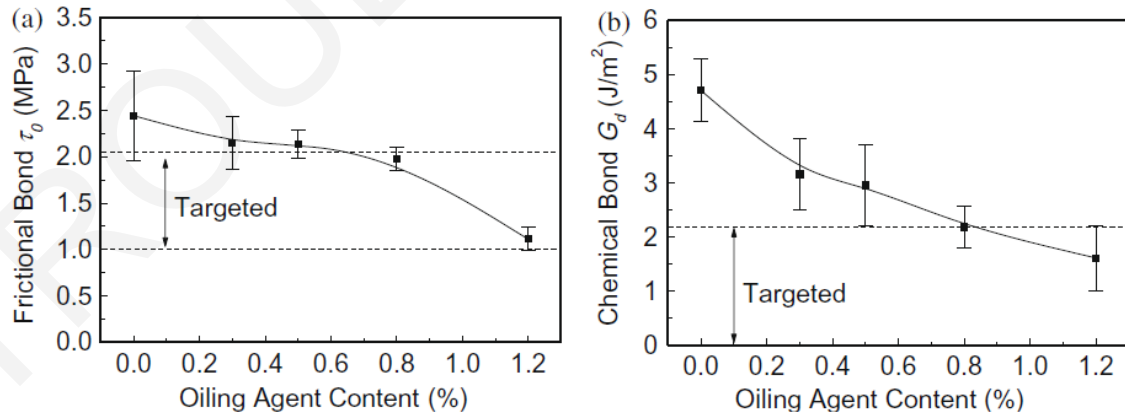 (a)
3.5
3.0
2.5
2.0
1.5
1.0
0.5
0.0
Frictional Bond τ₀ (MPa)
Targeted
0.0 0.2 0.4 0.6 0.8 1.0 1.2
Oiling Agent Content (%)
(b)
6
5
4
3
2
1
0
Chemical Bond G_d (J/m²)
Targeted
0.0 0.2 0.4 0.6 0.8 1.0 1.2
Oiling Agent Content (%)